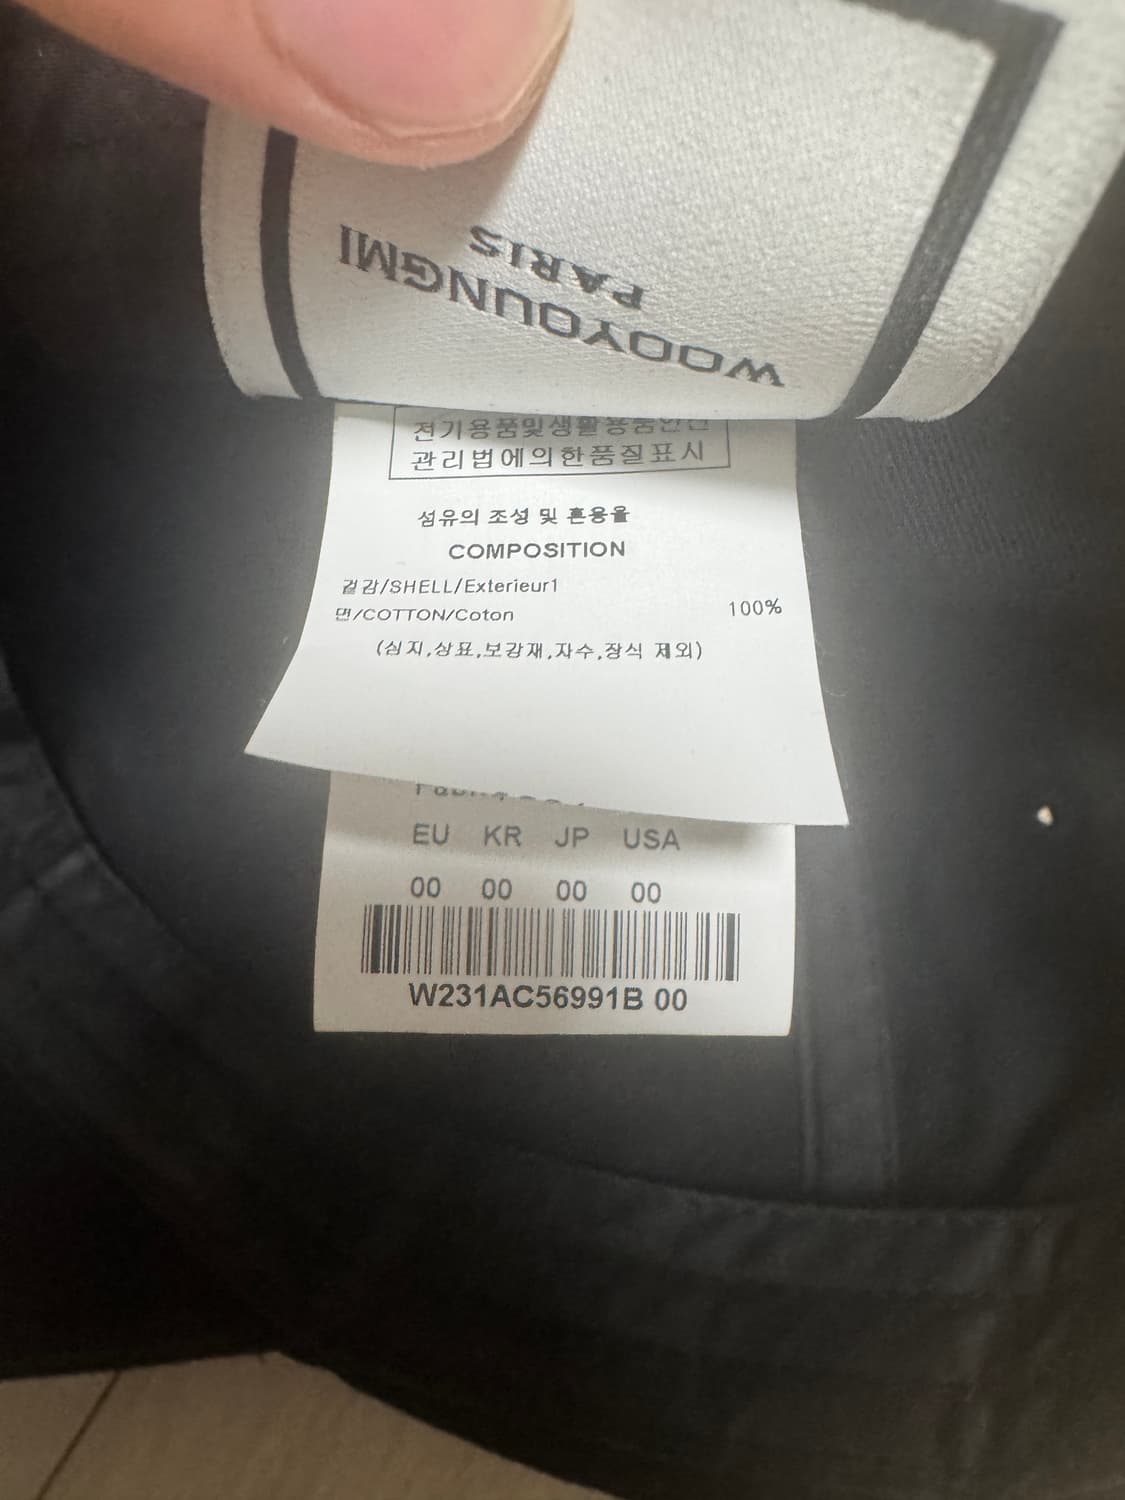 WOOYOUNGMI
PARIS
전기용품및생활용품안전
관리법에의한품질표시
섬유의 조성 및 혼용율
COMPOSITION
겉감/SHELL/Exterieur1
면/COTTON/Coton 100%
(심지,상표,보강재,자수,장식 제외)
EU KR JP USA
00 00 00 00
W231AC56991B 00